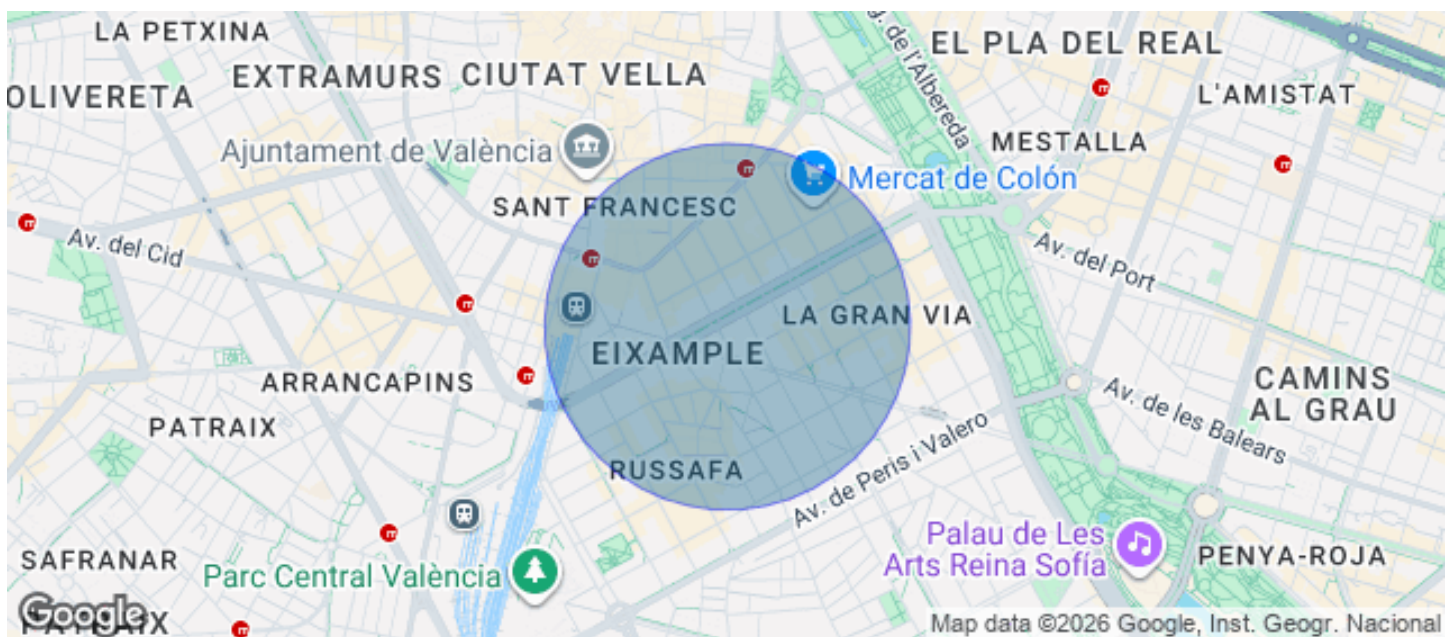 LA PETXINA
EL PLA DEL REAL
g. de l'Albereda
EXTRAMURS
CIUTAT VELLA
OLIVERETA
L'AMISTAT
Ajuntament de València
MESTALLA
Mercat de Colón
SANT FRANCESC
Av. del Cid
Av. del Port
LA GRAN VIA
EIXAMPLE
ARRANCAPINS
CAMINS
AL GRAU
Av. de les Balears
PATRAIX
RUSSAFA
Av. de Peris i Valero
Palau de Les
Arts Reina Sofía
PENYA-ROJA
SAFRANAR
Parc Central València
Google
PATRAIX
Map data ©2026 Google, Inst. Geogr. Nacional